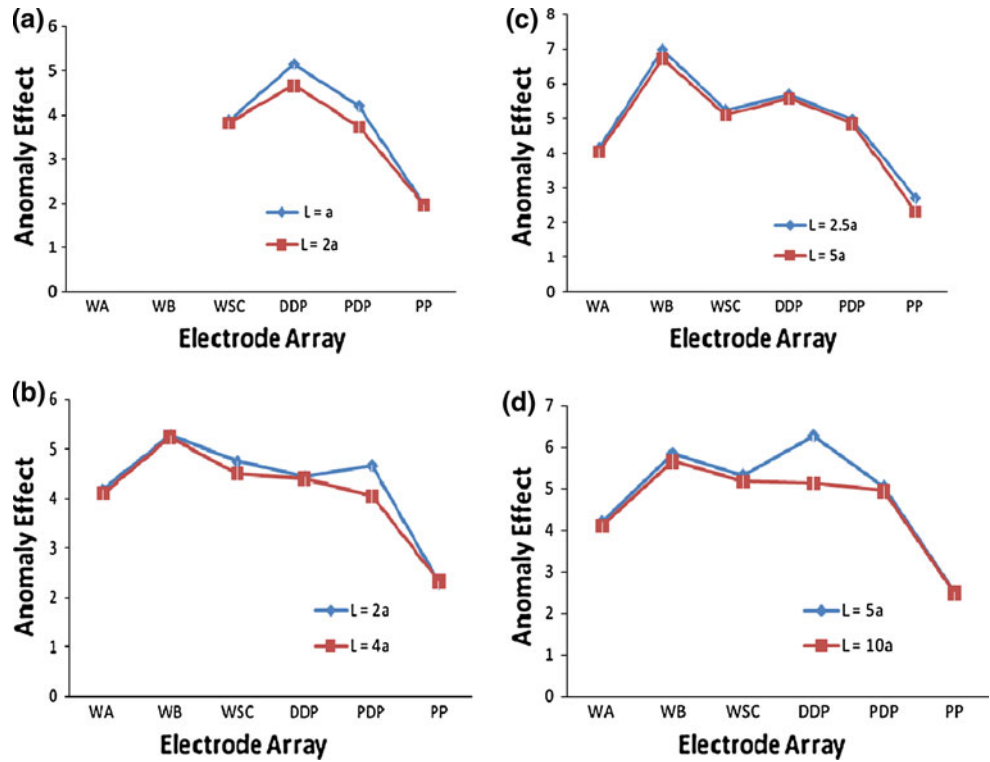 (a)
6
5
4
3
2
1
0
Anomaly Effect
L = a
L = 2a
WA WB WSC DDP PDP PP
Electrode Array
(c)
8
7
6
5
4
3
2
1
0
Anomaly Effect
L = 2.5a
L = 5a
WA WB WSC DDP PDP PP
Electrode Array
(b)
6
5
4
3
2
1
0
Anomaly Effect
L = 2a
L = 4a
WA WB WSC DDP PDP PP
Electrode Array
(d)
7
6
5
4
3
2
1
0
Anomaly Effect
L = 5a
L = 10a
WA WB WSC DDP PDP PP
Electrode Array